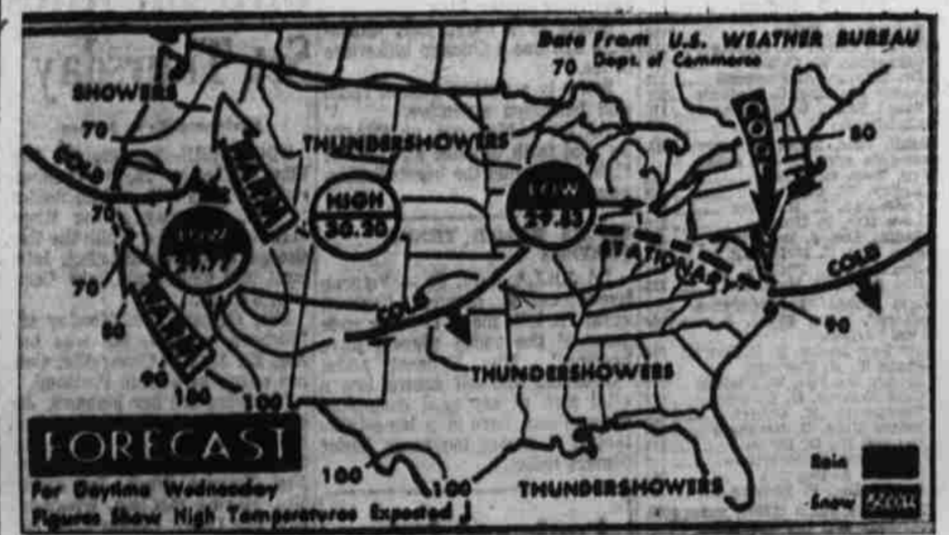 Data From U.S. WEATHER BUREAU
Dept. of Commerce
70
SHOWERS
70
THUNDERSHOWERS
80
COLD
WARM
COOL
HIGH
30.20
LOW
29.83
70
LOW
29.77
STATIONARY
COLD
70
WARM
80
COLD
90
THUNDERSHOWERS
90
100
100
FORECAST
For Daytime Wednesday
Figures Show High Temperatures Expected
100
100
THUNDERSHOWERS
Rain
Snow